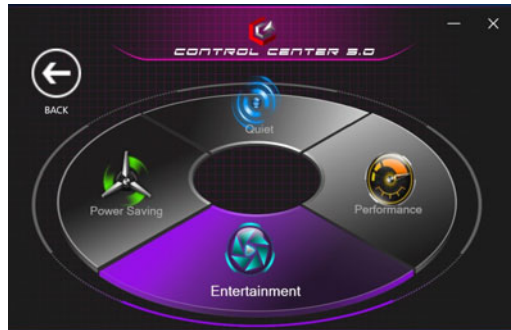 CONTROL CENTER 3.0
BACK
Quiet
Power Saving
Performance
Entertainment